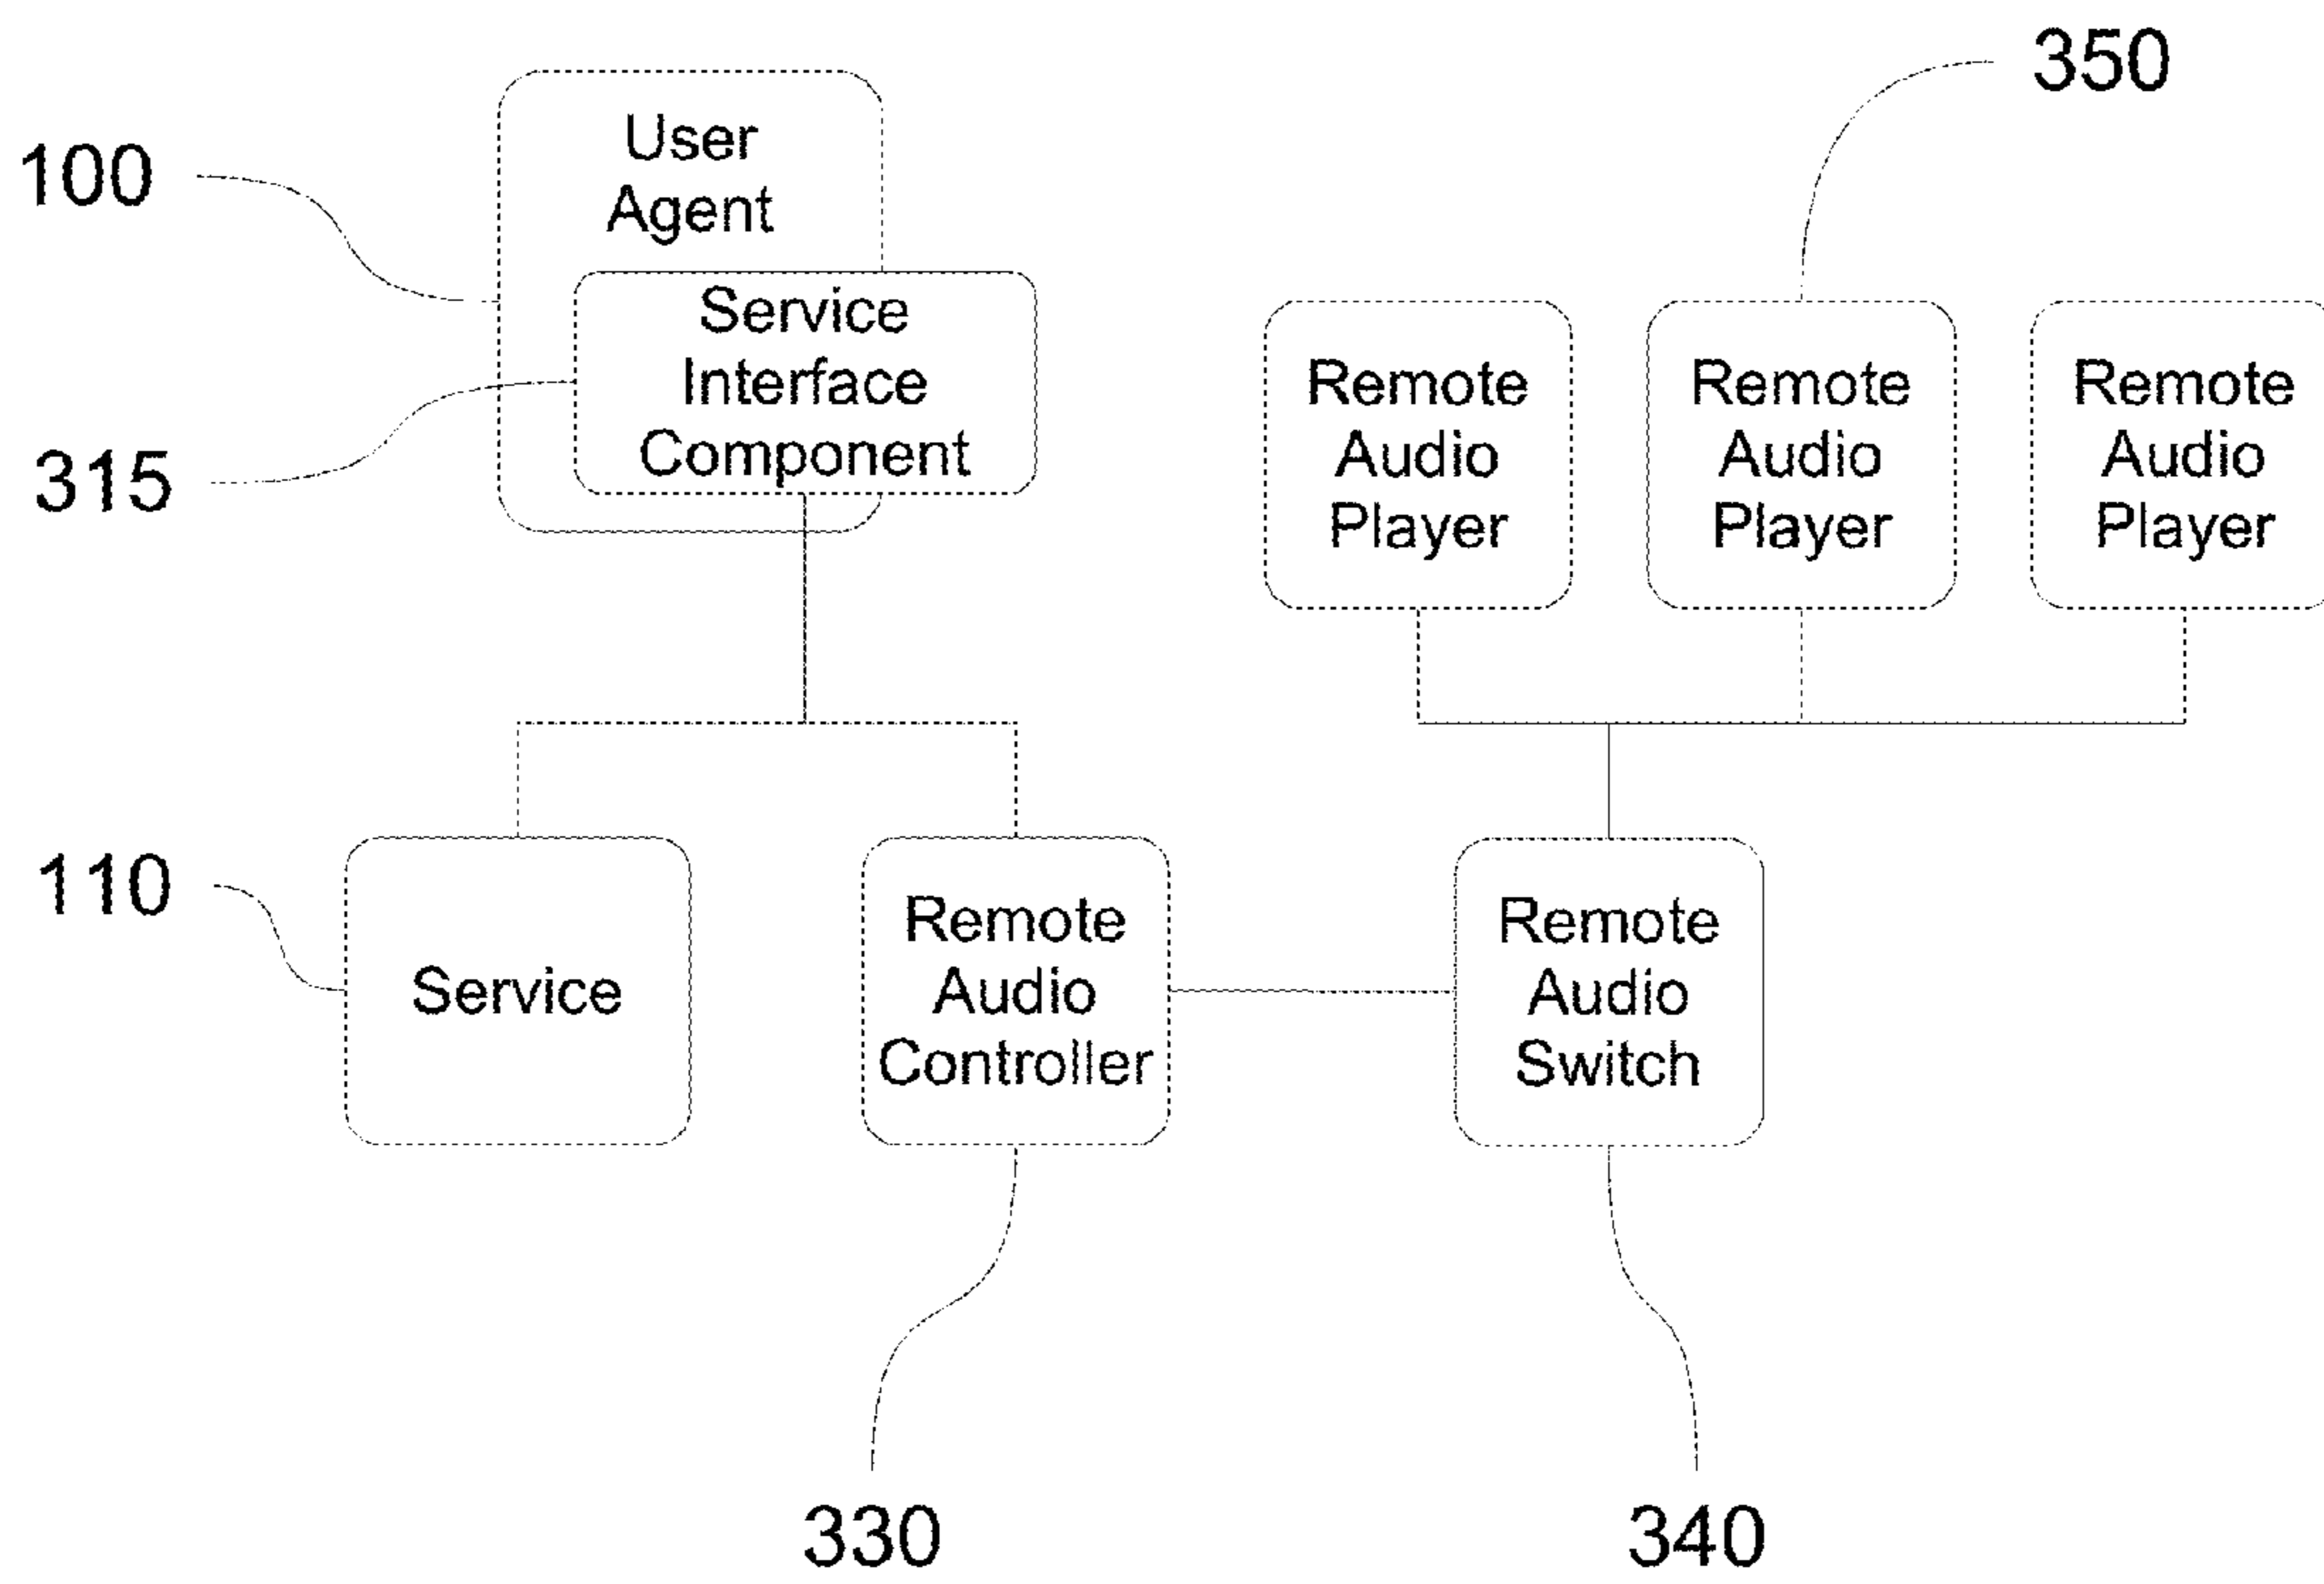 350
100
User
Agent
315
Service
Interface
Component
Remote
Audio
Player
Remote
Audio
Player
Remote
Audio
Player
110
Service
Remote
Audio
Controller
Remote
Audio
Switch
330
340